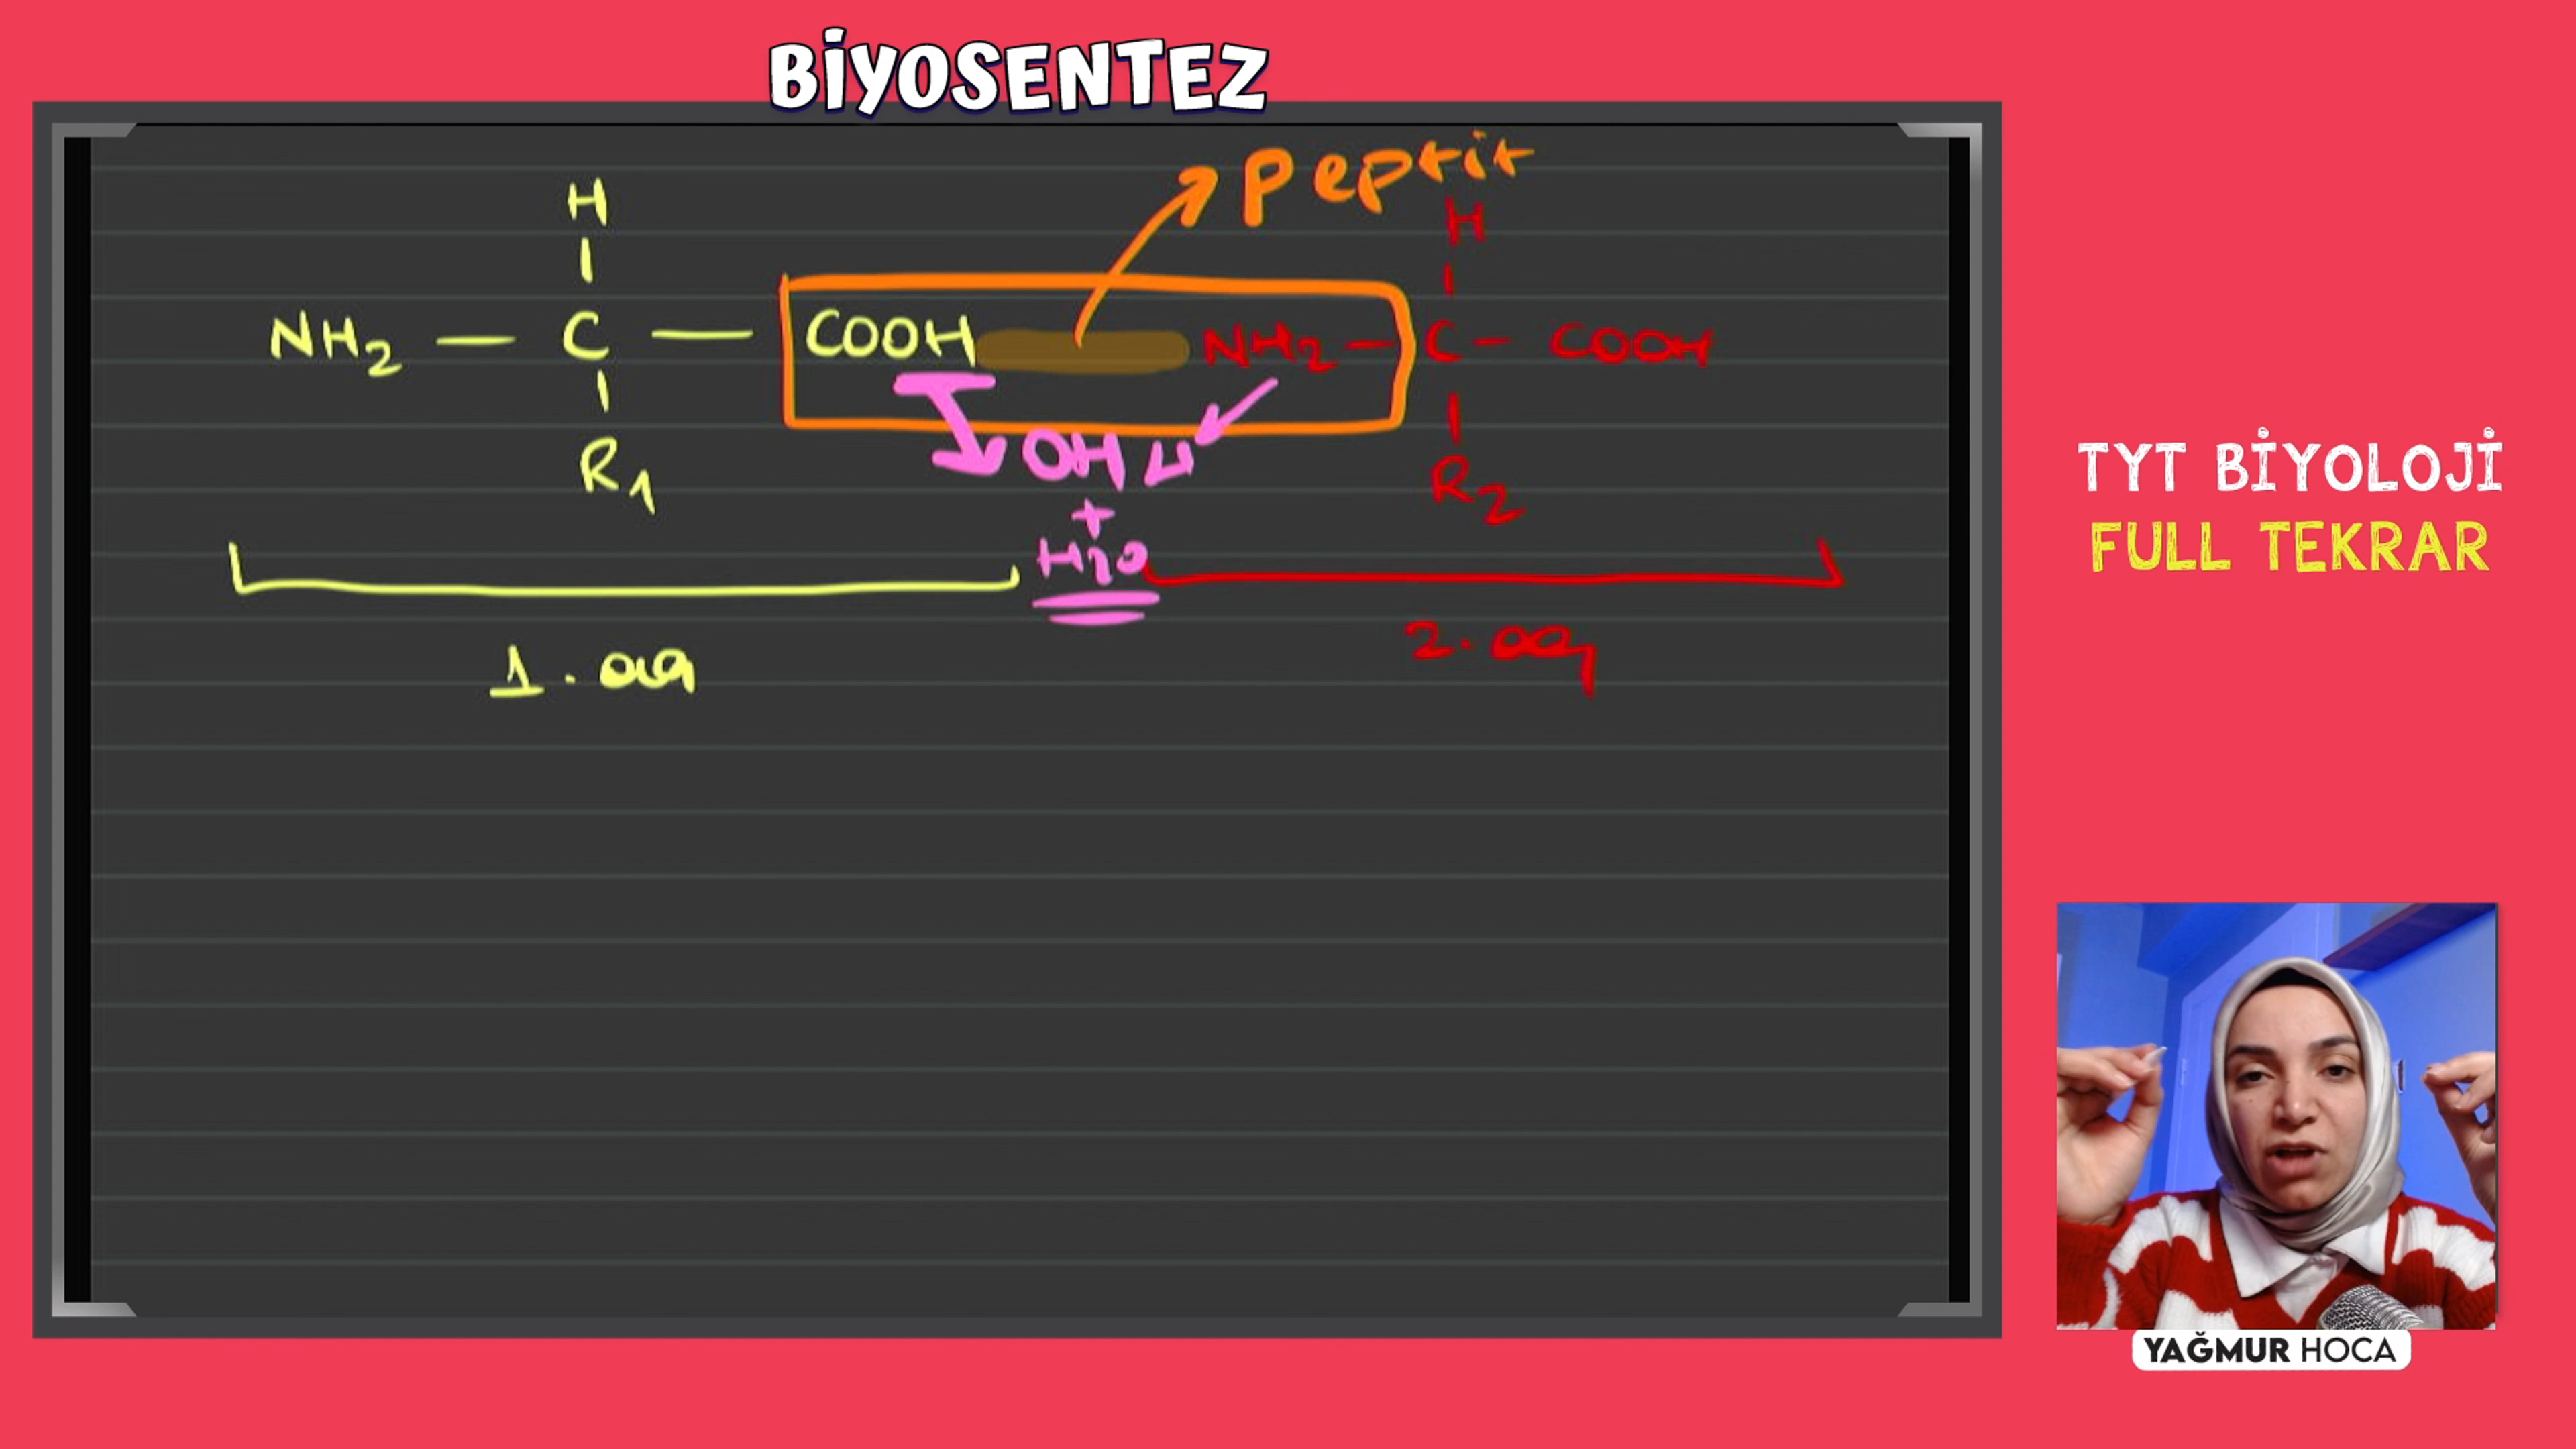 BİYOSENTEZ
Peptit
H
H
NH2 — C — COOH NH2 — C — COOH
R1
OH H
R2
+
H2O
1. aa
2. aa
TYT BİYOLOJİ
FULL TEKRAR
YAĞMUR HOCA